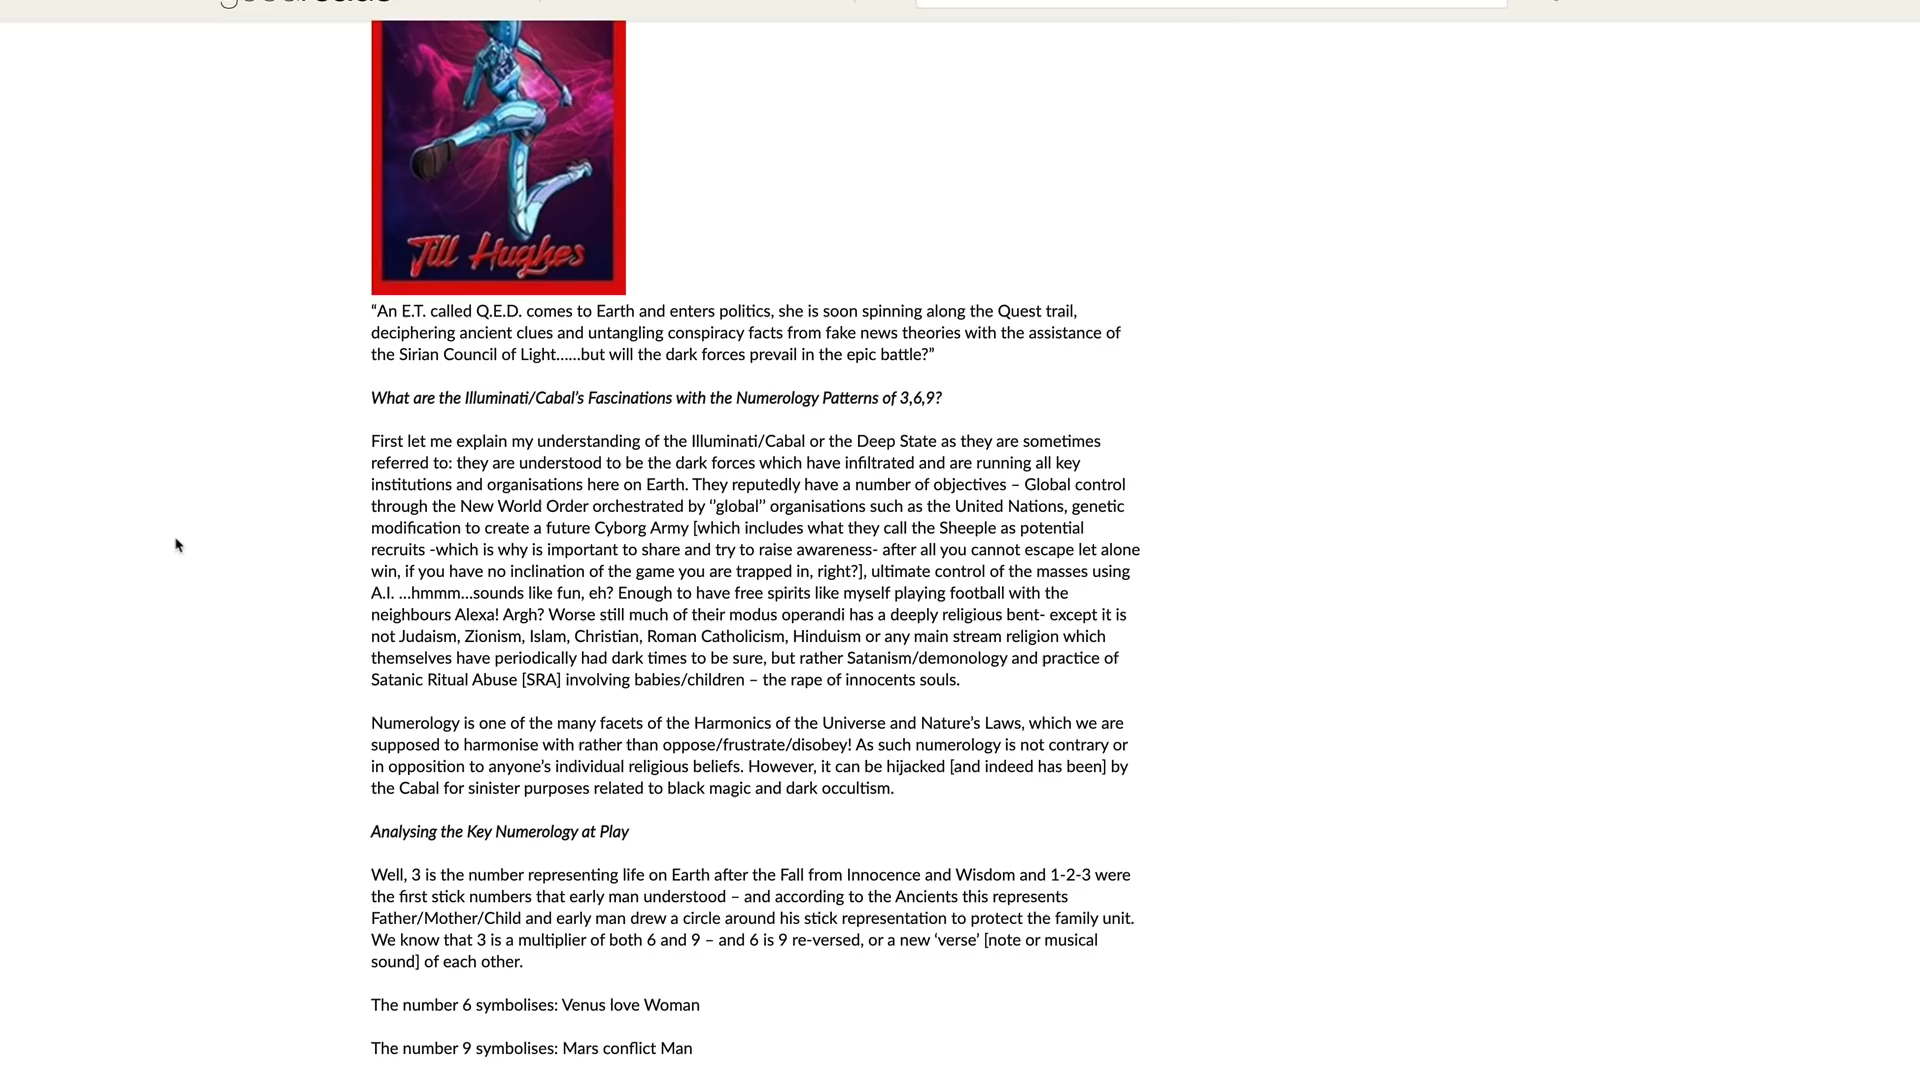 Jill Hughes
“An E.T. called Q.E.D. comes to Earth and enters politics, she is soon spinning along the Quest trail,
deciphering ancient clues and untangling conspiracy facts from fake news theories with the assistance of
the Sirian Council of Light……but will the dark forces prevail in the epic battle?”
What are the Illuminati/Cabal’s Fascinations with the Numerology Patterns of 3,6,9?
First let me explain my understanding of the Illuminati/Cabal or the Deep State as they are sometimes
referred to: they are understood to be the dark forces which have infiltrated and are running all key
institutions and organisations here on Earth. They reputedly have a number of objectives – Global control
through the New World Order orchestrated by ‘’global’’ organisations such as the United Nations, genetic
modification to create a future Cyborg Army [which includes what they call the Sheeple as potential
recruits -which is why is important to share and try to raise awareness- after all you cannot escape let alone
win, if you have no inclination of the game you are trapped in, right?], ultimate control of the masses using
A.I. …hmmm…sounds like fun, eh? Enough to have free spirits like myself playing football with the
neighbours Alexa! Argh? Worse still much of their modus operandi has a deeply religious bent- except it is
not Judaism, Zionism, Islam, Christian, Roman Catholicism, Hinduism or any main stream religion which
themselves have periodically had dark times to be sure, but rather Satanism/demonology and practice of
Satanic Ritual Abuse [SRA] involving babies/children – the rape of innocents souls.
Numerology is one of the many facets of the Harmonics of the Universe and Nature’s Laws, which we are
supposed to harmonise with rather than oppose/frustrate/disobey! As such numerology is not contrary or
in opposition to anyone’s individual religious beliefs. However, it can be hijacked [and indeed has been] by
the Cabal for sinister purposes related to black magic and dark occultism.
Analysing the Key Numerology at Play
Well, 3 is the number representing life on Earth after the Fall from Innocence and Wisdom and 1-2-3 were
the first stick numbers that early man understood – and according to the Ancients this represents
Father/Mother/Child and early man drew a circle around his stick representation to protect the family unit.
We know that 3 is a multiplier of both 6 and 9 – and 6 is 9 re-versed, or a new ‘verse’ [note or musical
sound] of each other.
The number 6 symbolises: Venus love Woman
The number 9 symbolises: Mars conflict Man